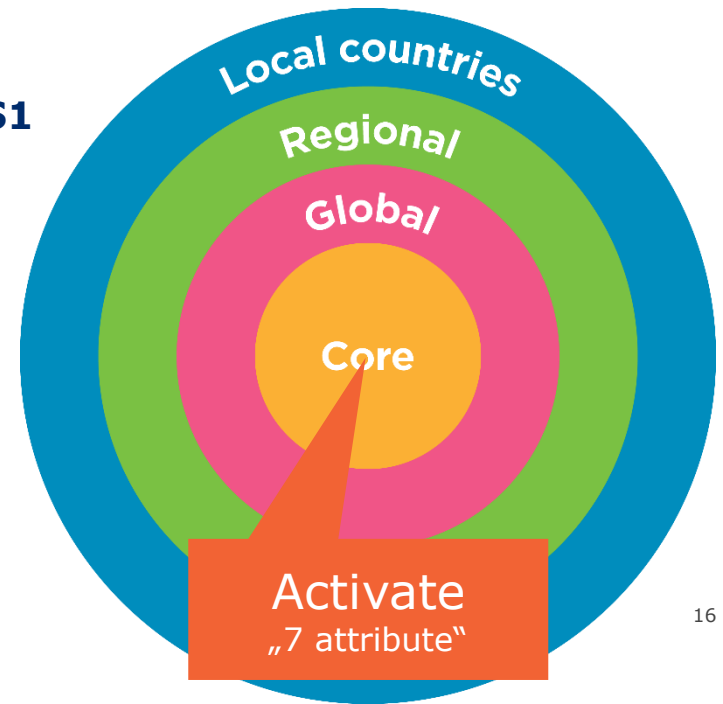 Local countries
Regional
Global
Core
Activate
„7 attribute“
16